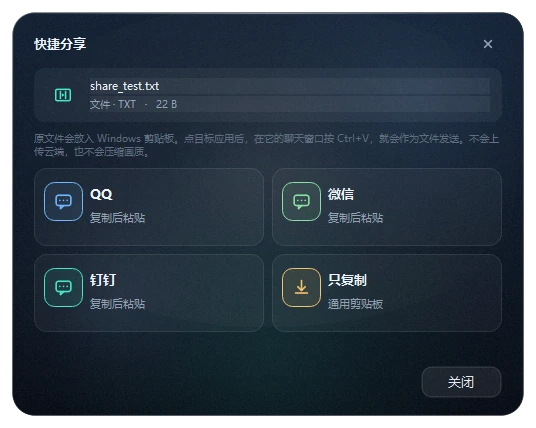 快捷分享
share_test.txt
文件 · TXT · 22 B
原文件会放入 Windows 剪贴板。点目标应用后，在它的聊天窗口按 Ctrl+V，就会作为文件发送。不会上
传云端，也不会压缩画质。
QQ
复制后粘贴
微信
复制后粘贴
钉钉
复制后粘贴
只复制
通用剪贴板
关闭